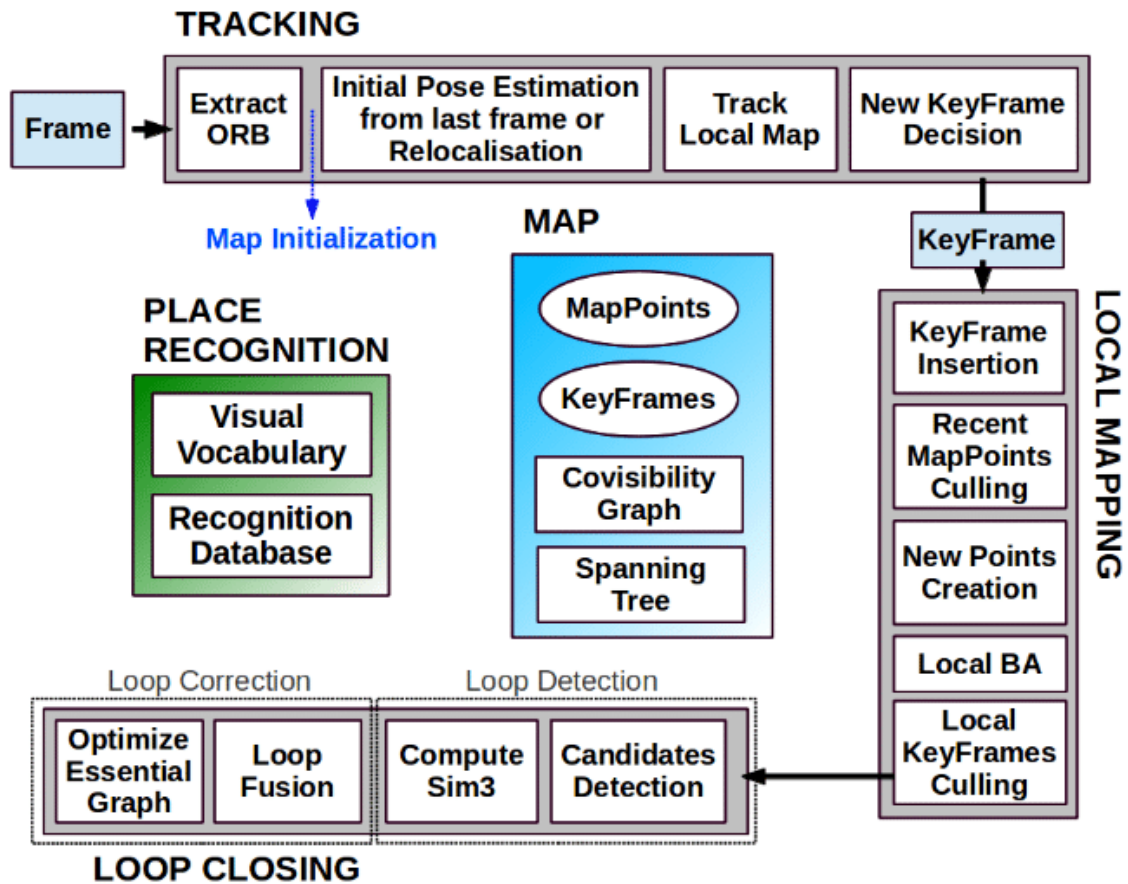 TRACKING
Frame
Extract
ORB
Initial Pose Estimation
from last frame or
Relocalisation
Track
Local Map
New KeyFrame
Decision
Map Initialization
MAP
KeyFrame
PLACE
RECOGNITION
Visual
Vocabulary
Recognition
Database
MapPoints
KeyFrames
Covisibility
Graph
Spanning
Tree
LOCAL MAPPING
KeyFrame
Insertion
Recent
MapPoints
Culling
New Points
Creation
Local BA
Local
KeyFrames
Culling
Loop Correction
Loop Detection
Optimize
Essential
Graph
Loop
Fusion
Compute
Sim3
Candidates
Detection
LOOP CLOSING